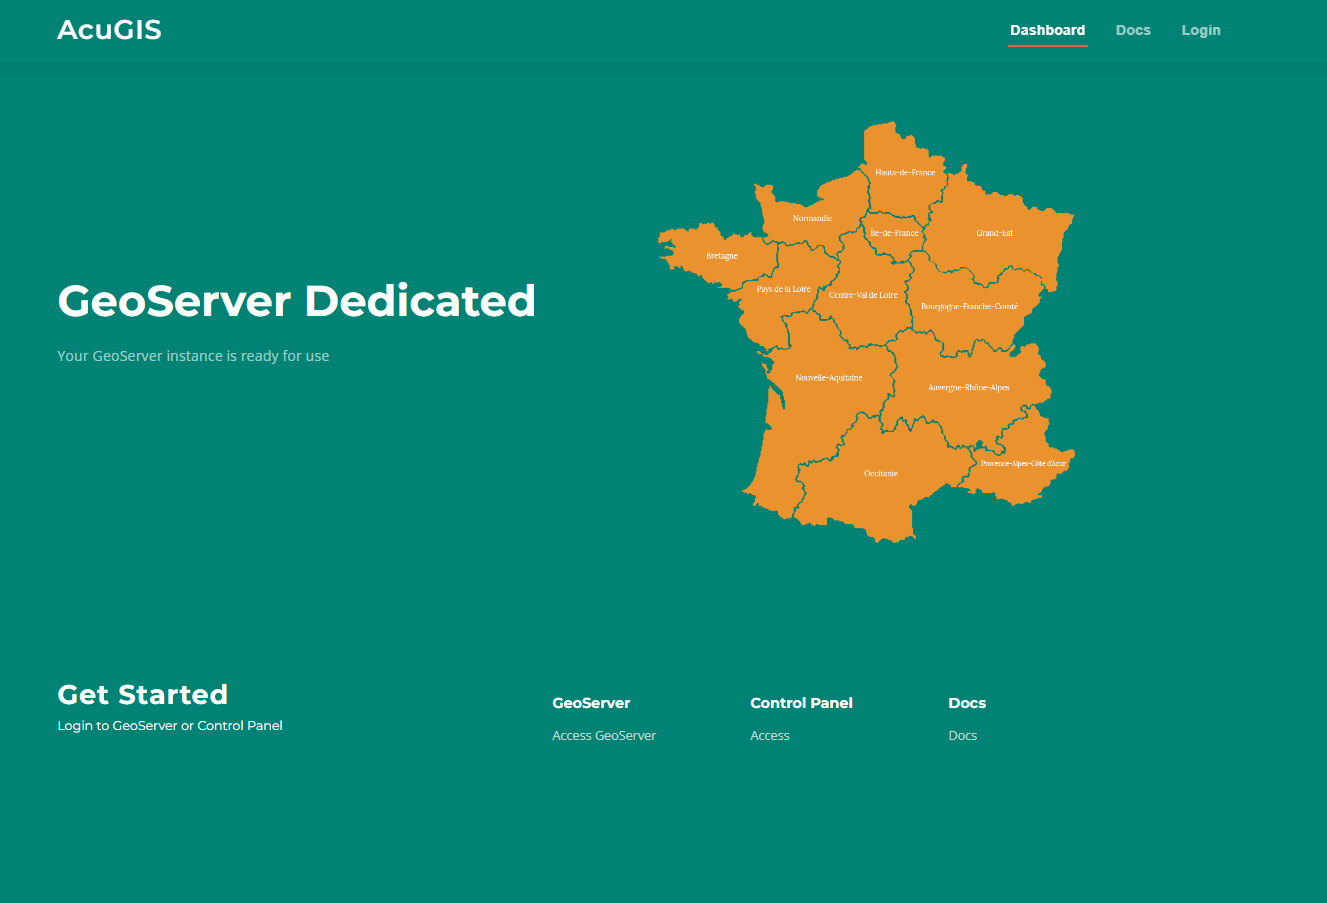 AcuGIS
Dashboard Docs Login
Hauts-de-France
Normandie
Île-de-France
Grand-Est
Bretagne
Pays de la Loire
Centre-Val de Loire
Bourgogne-Franche-Comté
GeoServer Dedicated
Your GeoServer instance is ready for use
Nouvelle-Aquitaine
Auvergne-Rhône-Alpes
Provence-Alpes-Côte d'Azur
Occitanie
Get Started
Login to GeoServer or Control Panel
GeoServer
Access GeoServer
Control Panel
Access
Docs
Docs